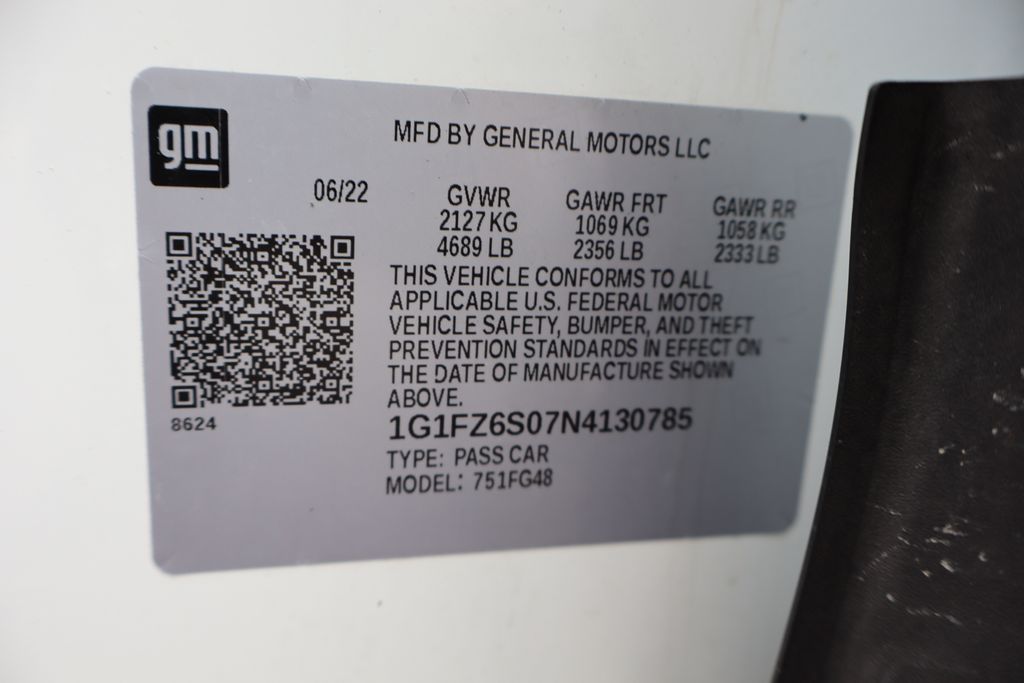 gm
MFD BY GENERAL MOTORS LLC
06/22
GVWR GAWR FRT GAWR RR
2127 KG 1069 KG 1058 KG
4689 LB 2356 LB 2333 LB
THIS VEHICLE CONFORMS TO ALL
APPLICABLE U.S. FEDERAL MOTOR
VEHICLE SAFETY, BUMPER, AND THEFT
PREVENTION STANDARDS IN EFFECT ON
THE DATE OF MANUFACTURE SHOWN
ABOVE.
8624
1G1FZ6S07N4130785
TYPE: PASS CAR
MODEL: 751FG48